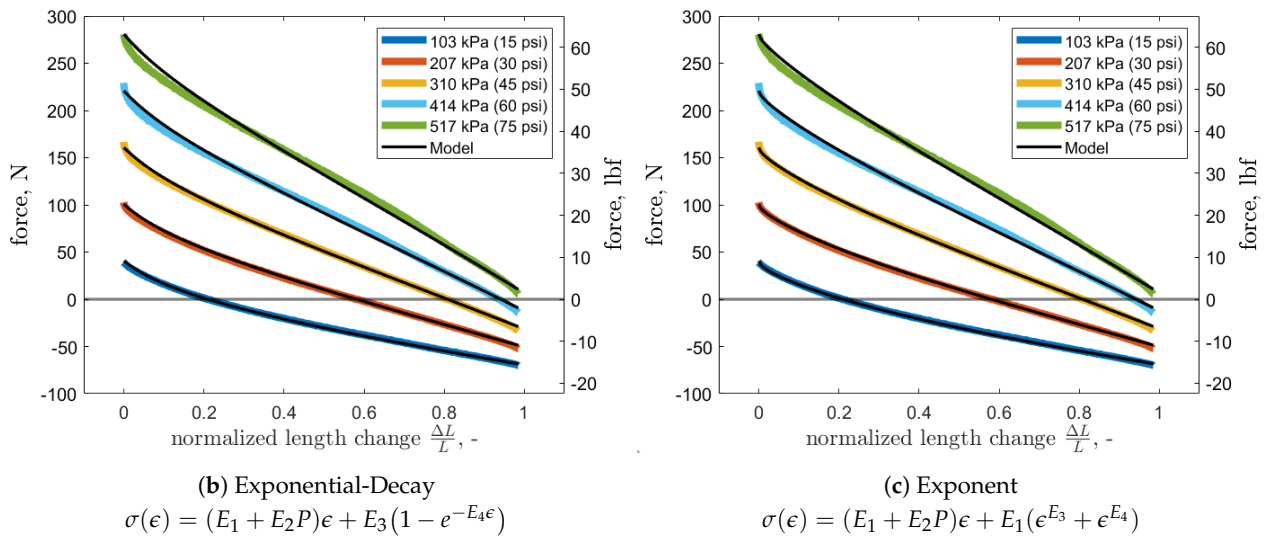 300
250
200
150
100
50
0
-50
-100
force, N
60
50
40
30
20
10
0
-10
-20
force, lbf
103 kPa (15 psi)
207 kPa (30 psi)
310 kPa (45 psi)
414 kPa (60 psi)
517 kPa (75 psi)
Model
0 0.2 0.4 0.6 0.8 1
normalized length change ΔL/L, -
(b) Exponential-Decay
σ(ϵ) = (E₁ + E₂P)ϵ + E₃(1 − e^{−E₄ϵ})
300
250
200
150
100
50
0
-50
-100
force, N
60
50
40
30
20
10
0
-10
-20
force, lbf
103 kPa (15 psi)
207 kPa (30 psi)
310 kPa (45 psi)
414 kPa (60 psi)
517 kPa (75 psi)
Model
0 0.2 0.4 0.6 0.8 1
normalized length change ΔL/L, -
(c) Exponent
σ(ϵ) = (E₁ + E₂P)ϵ + E₁(ϵ^{E₃} + ϵ^{E₄})